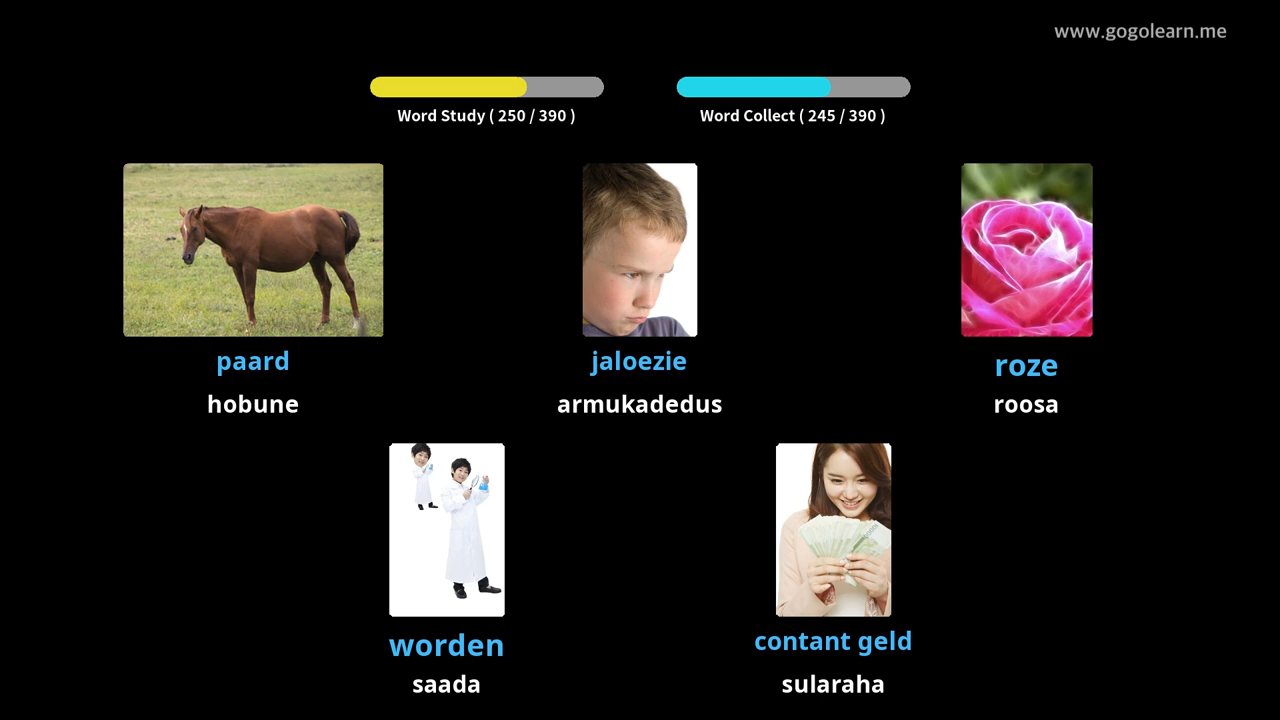 www.gogolearn.me
Word Study ( 250 / 390 )
Word Collect ( 245 / 390 )
paard
hobune
jaloezie
armukadedus
roze
roosa
worden
saada
contant geld
sularaha